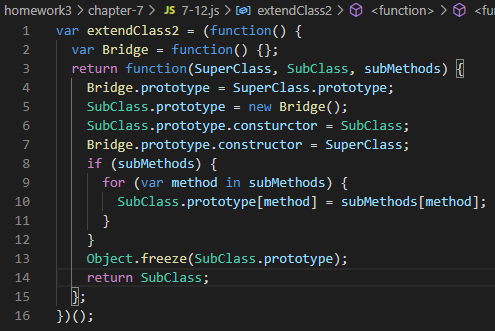 homework3 > chapter-7 > JS 7-12.js > extendClass2 > <function> > <fu
1 var extendClass2 = (function() {
2   var Bridge = function() {};
3   return function(SuperClass, SubClass, subMethods) {
4     Bridge.prototype = SuperClass.prototype;
5     SubClass.prototype = new Bridge();
6     SubClass.prototype.consturctor = SubClass;
7     Bridge.prototype.constructor = SuperClass;
8     if (subMethods) {
9       for (var method in subMethods) {
10         SubClass.prototype[method] = subMethods[method];
11       }
12     }
13     Object.freeze(SubClass.prototype);
14     return SubClass;
15   };
16 })();